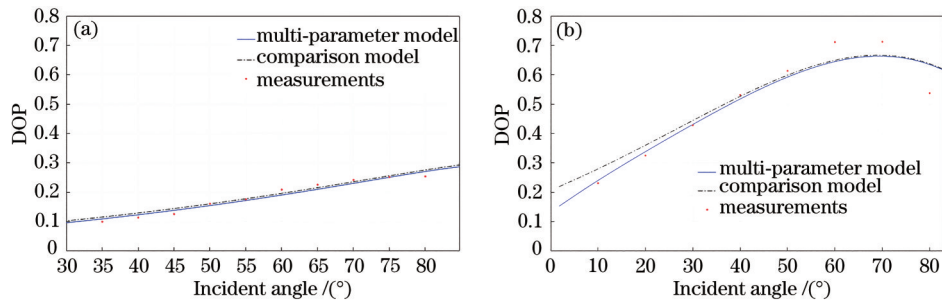 (a)
0.8
0.7
0.6
0.5
0.4
0.3
0.2
0.1
0
DOP
multi-parameter model
comparison model
measurements
30 35 40 45 50 55 60 65 70 75 80
Incident angle /(°)
(b)
0.8
0.7
0.6
0.5
0.4
0.3
0.2
0.1
0
DOP
multi-parameter model
comparison model
measurements
0 10 20 30 40 50 60 70 80
Incident angle /(°)